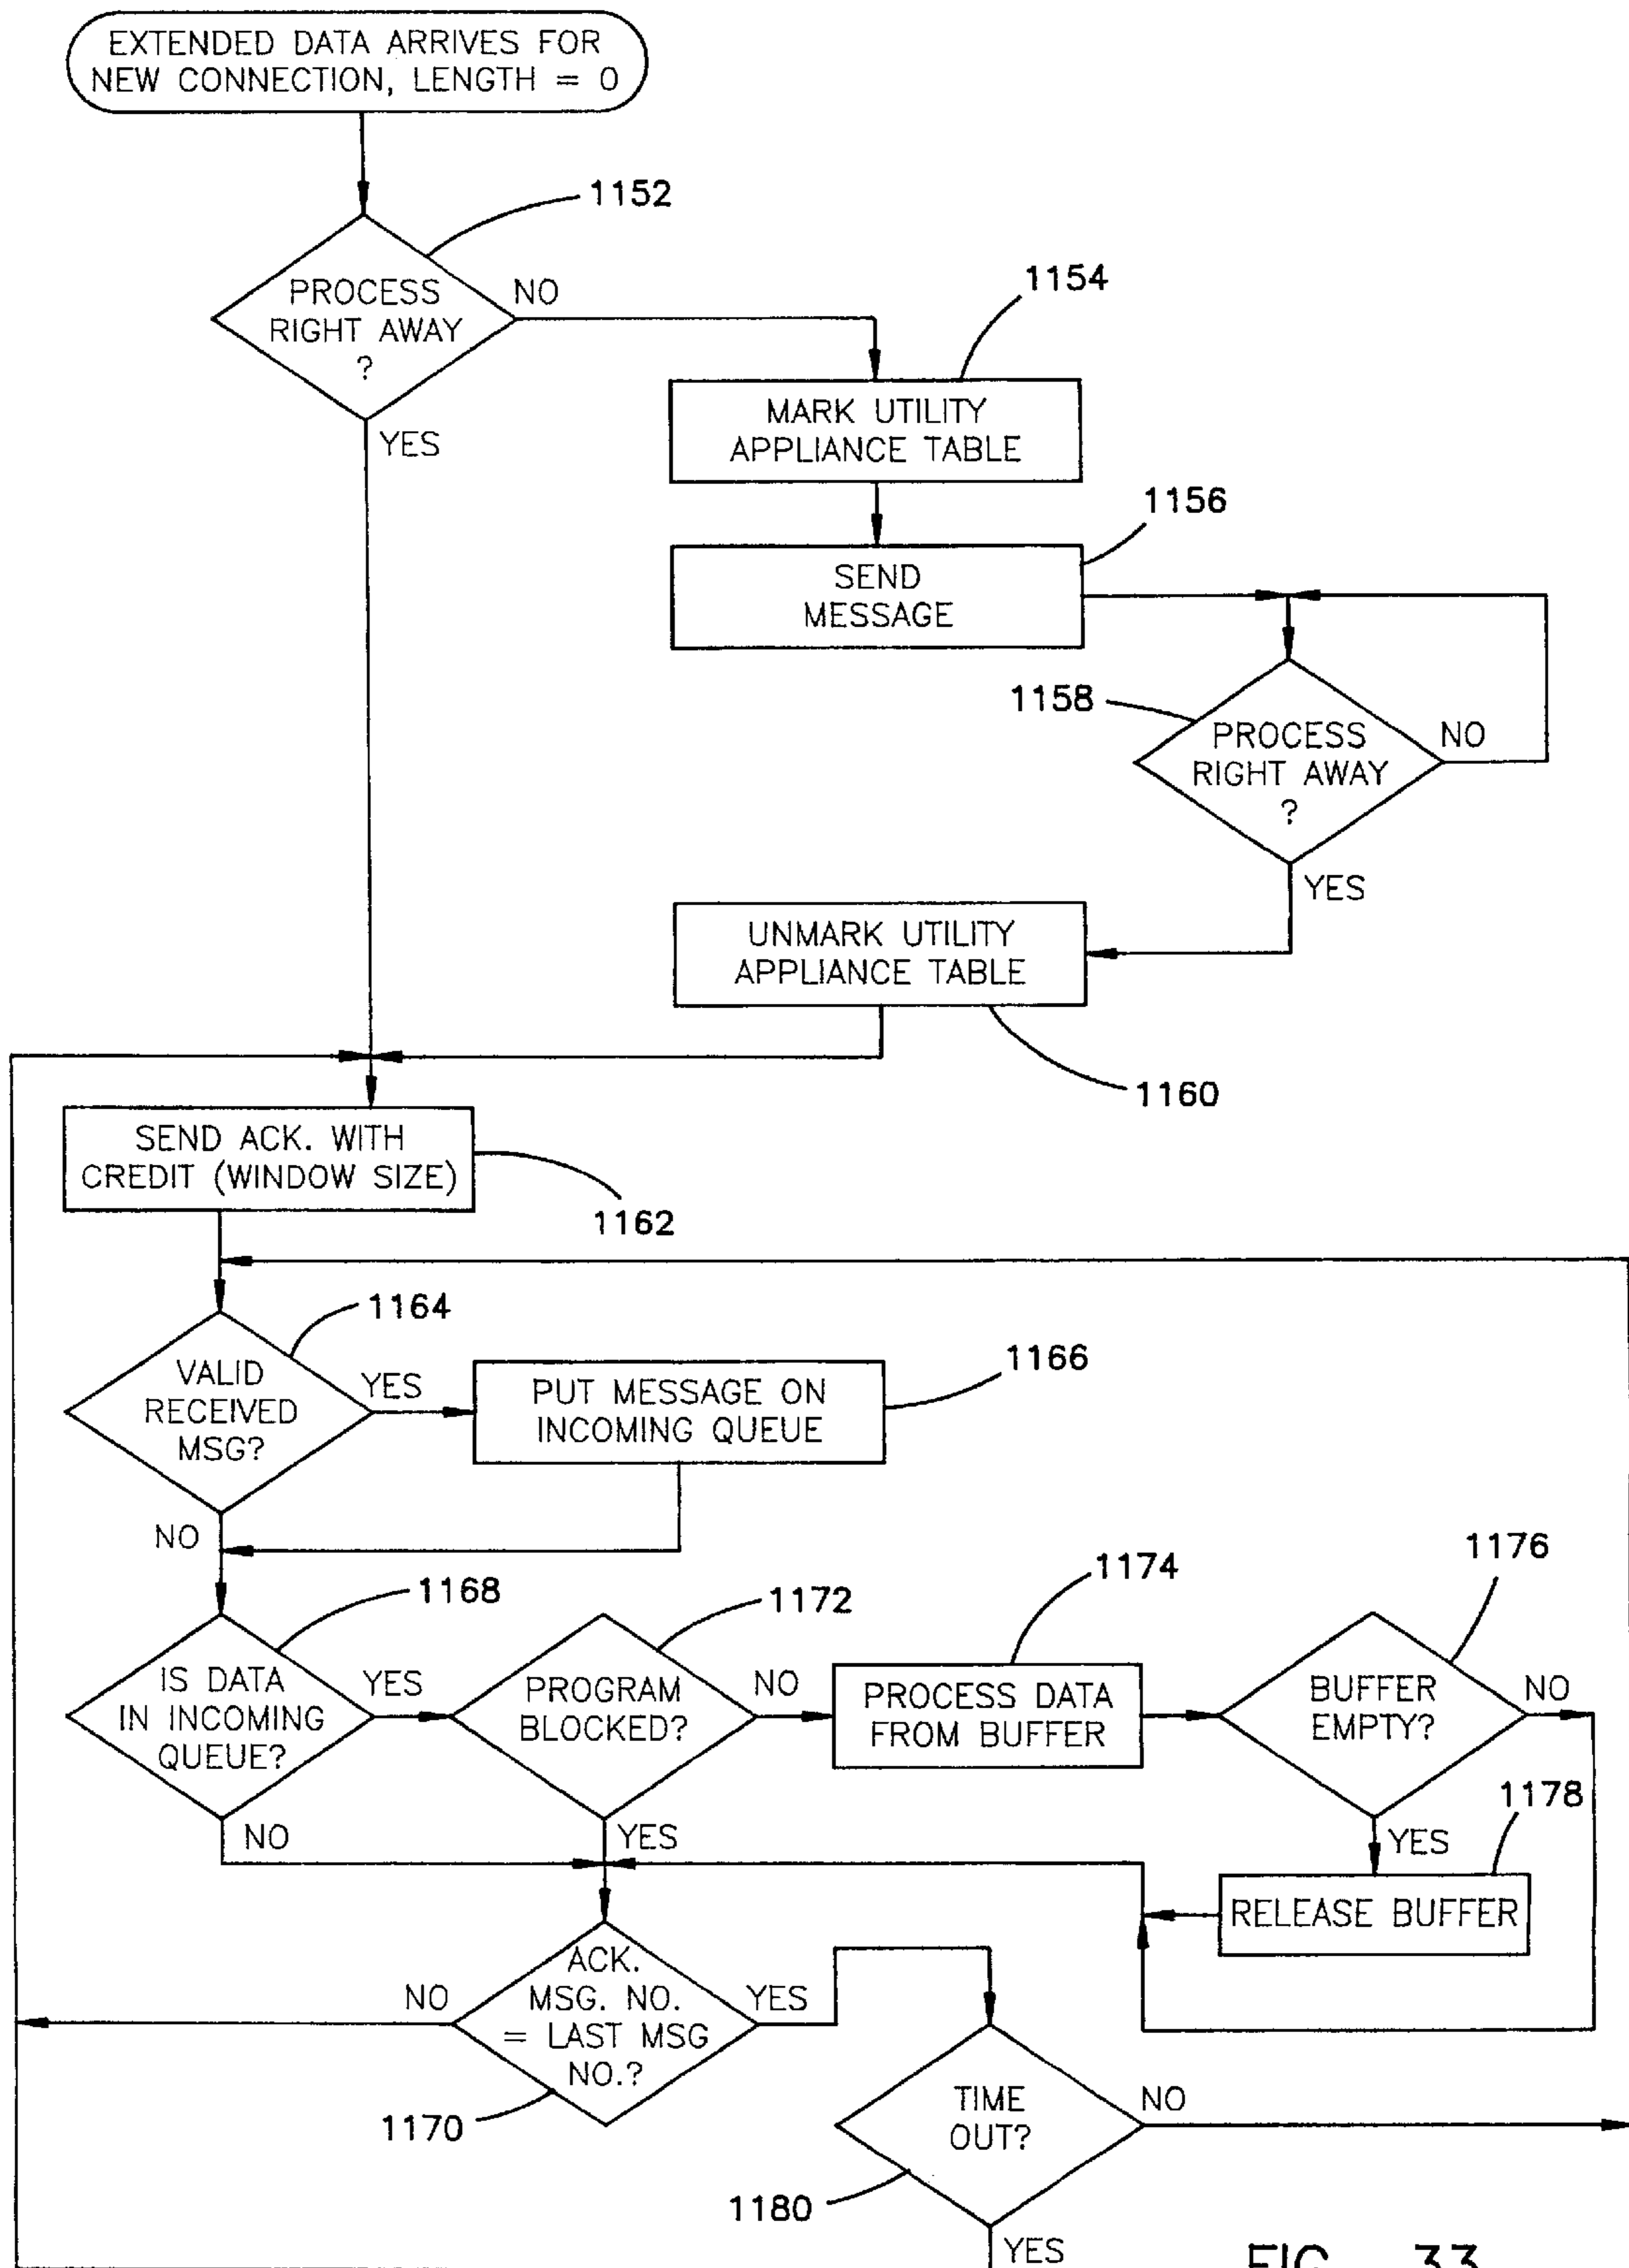 EXTENDED DATA ARRIVES FOR
NEW CONNECTION, LENGTH = 0
1152
PROCESS
RIGHT AWAY
?
NO
YES
1154
MARK UTILITY
APPLIANCE TABLE
1156
SEND
MESSAGE
1158
PROCESS
RIGHT AWAY
?
NO
YES
UNMARK UTILITY
APPLIANCE TABLE
1160
SEND ACK. WITH
CREDIT (WINDOW SIZE)
1162
1164
VALID
RECEIVED
MSG?
YES
NO
1166
PUT MESSAGE ON
INCOMING QUEUE
1168
IS DATA
IN INCOMING
QUEUE?
YES
NO
1172
PROGRAM
BLOCKED?
NO
YES
1174
PROCESS DATA
FROM BUFFER
1176
BUFFER
EMPTY?
NO
YES
1178
RELEASE BUFFER
ACK.
MSG. NO.
= LAST MSG
NO.?
NO
YES
1170
TIME
OUT?
NO
1180
YES
FIG. 33